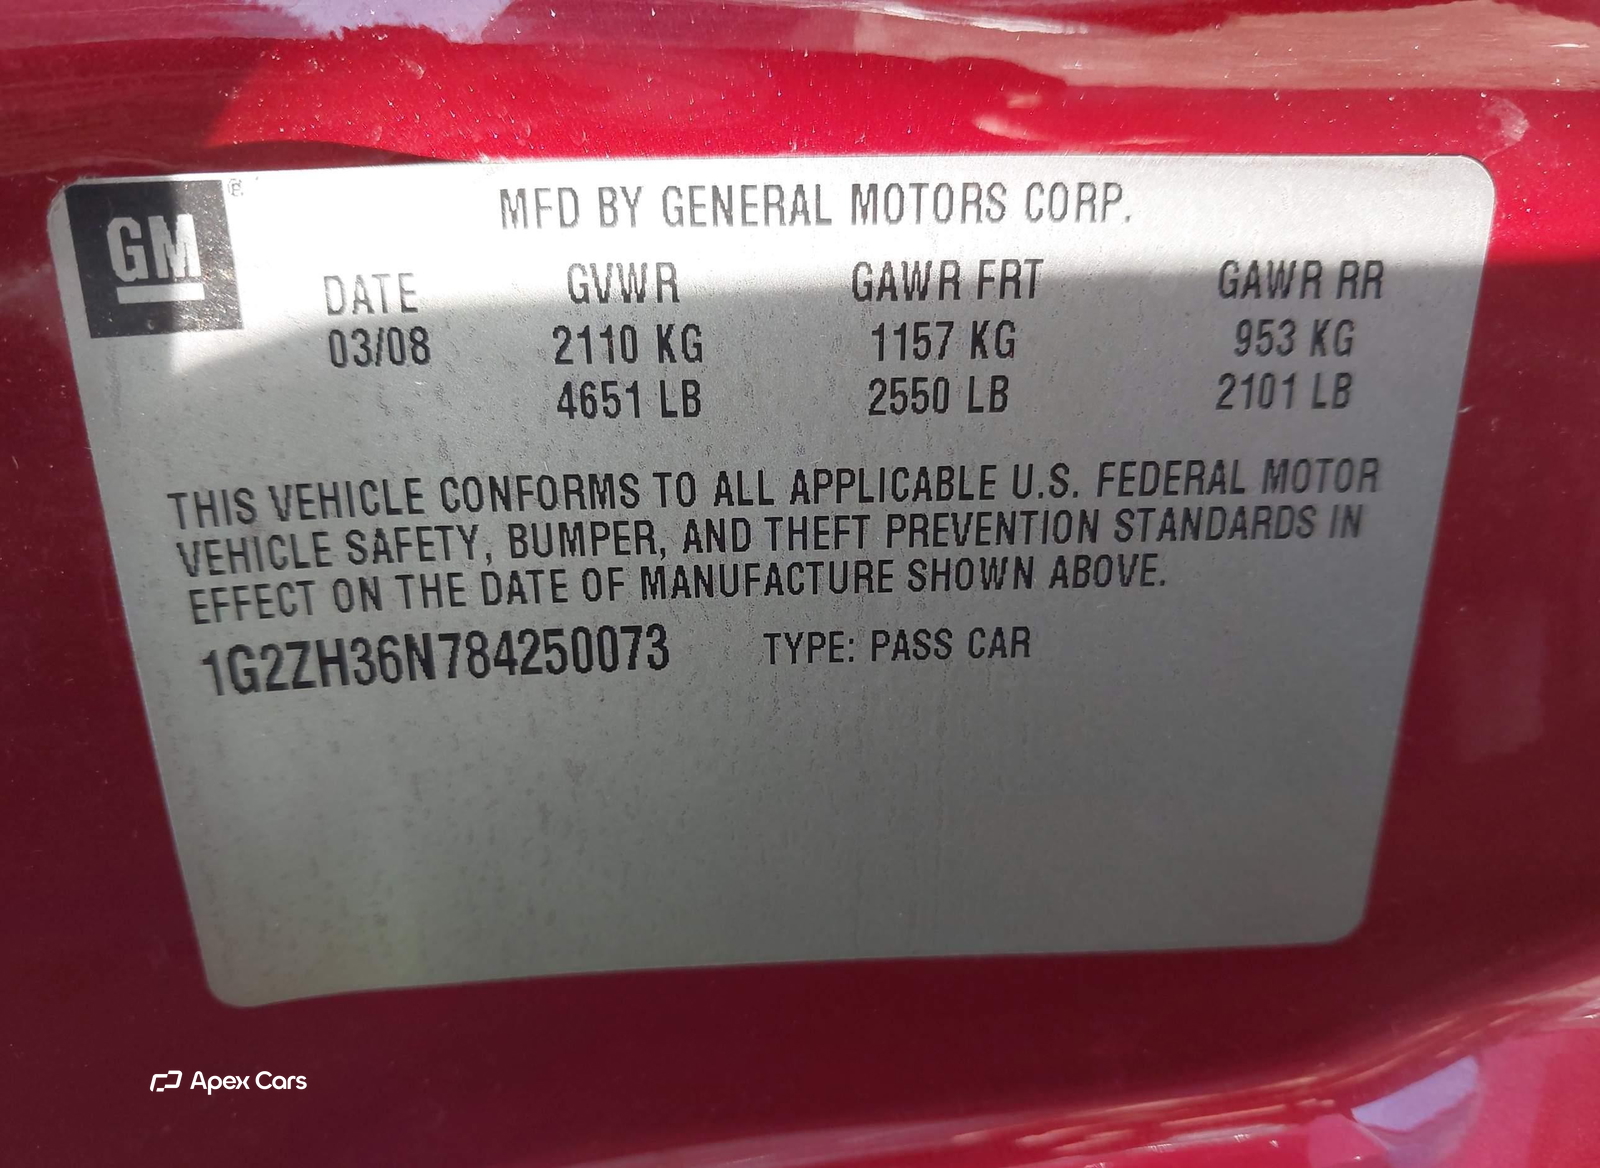 GM ®
MFD BY GENERAL MOTORS CORP.
DATE GVWR GAWR FRT GAWR RR
03/08 2110 KG 1157 KG 953 KG
4651 LB 2550 LB 2101 LB
THIS VEHICLE CONFORMS TO ALL APPLICABLE U.S. FEDERAL MOTOR
VEHICLE SAFETY, BUMPER, AND THEFT PREVENTION STANDARDS IN
EFFECT ON THE DATE OF MANUFACTURE SHOWN ABOVE.
1G2ZH36N784250073 TYPE: PASS CAR
Apex Cars